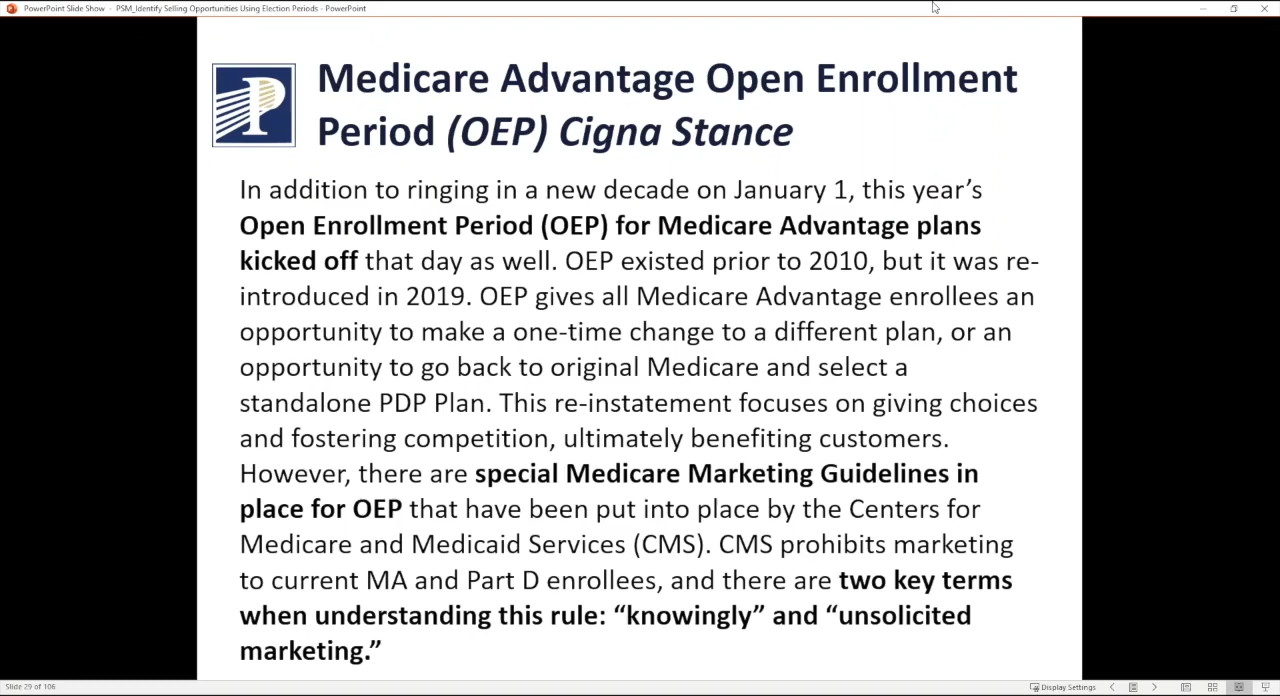 PowerPoint Slide Show - PSM_Identify Selling Opportunities Using Election Periods - PowerPoint
P
Medicare Advantage Open Enrollment
Period (OEP) Cigna Stance
In addition to ringing in a new decade on January 1, this year’s
Open Enrollment Period (OEP) for Medicare Advantage plans
kicked off that day as well. OEP existed prior to 2010, but it was re-
introduced in 2019. OEP gives all Medicare Advantage enrollees an
opportunity to make a one-time change to a different plan, or an
opportunity to go back to original Medicare and select a
standalone PDP Plan. This re-instatement focuses on giving choices
and fostering competition, ultimately benefiting customers.
However, there are special Medicare Marketing Guidelines in
place for OEP that have been put into place by the Centers for
Medicare and Medicaid Services (CMS). CMS prohibits marketing
to current MA and Part D enrollees, and there are two key terms
when understanding this rule: “knowingly” and “unsolicited
marketing.”
Slide 29 of 106
Display Settings